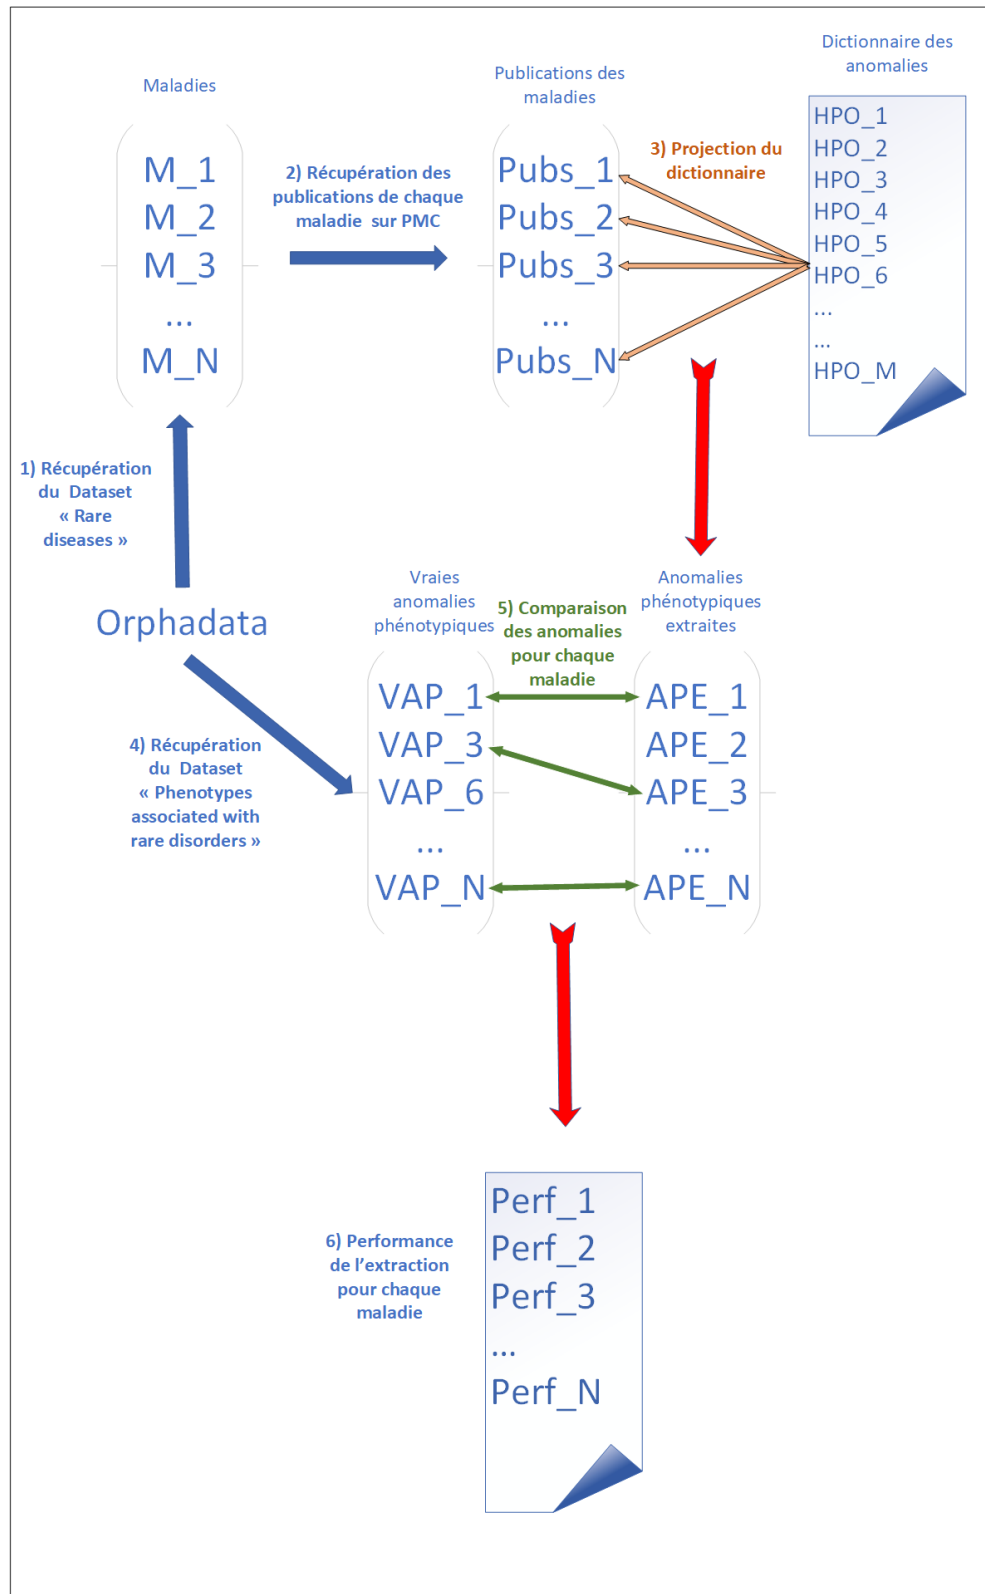 Maladies
M_1
M_2
M_3
...
M_N
2) Récupération des
publications de chaque
maladie sur PMC
Publications des
maladies
Pubs_1
Pubs_2
Pubs_3
...
Pubs_N
3) Projection du
dictionnaire
Dictionnaire des
anomalies
HPO_1
HPO_2
HPO_3
HPO_4
HPO_5
HPO_6
...
...
HPO_M
1) Récupération
du Dataset
« Rare
diseases »
Orphadata
4) Récupération
du Dataset
« Phenotypes
associated with
rare disorders »
Vraies
anomalies
phénotypiques
VAP_1
VAP_3
VAP_6
...
VAP_N
5) Comparaison
des anomalies
pour chaque
maladie
Anomalies
phénotypiques
extraites
APE_1
APE_2
APE_3
...
APE_N
6) Performance
de l’extraction
pour chaque
maladie
Perf_1
Perf_2
Perf_3
...
Perf_N